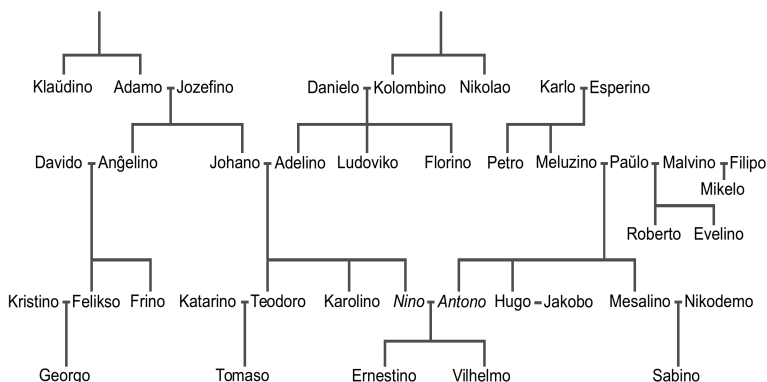 Klaŭdino Adamo Jozefino Danielo Kolombino Nikolao Karlo Esperino
Davido Anĝelino Johano Adelino Ludoviko Florino Petro Meluzino Paŭlo Malvino Filipo
Mikelo
Roberto Evelino
Kristino Felikso Frino Katarino Teodoro Karolino Nino Antono Hugo Jakobo Mesalino Nikodemo
Georgo Tomaso Ernestino Vilhelmo Sabino